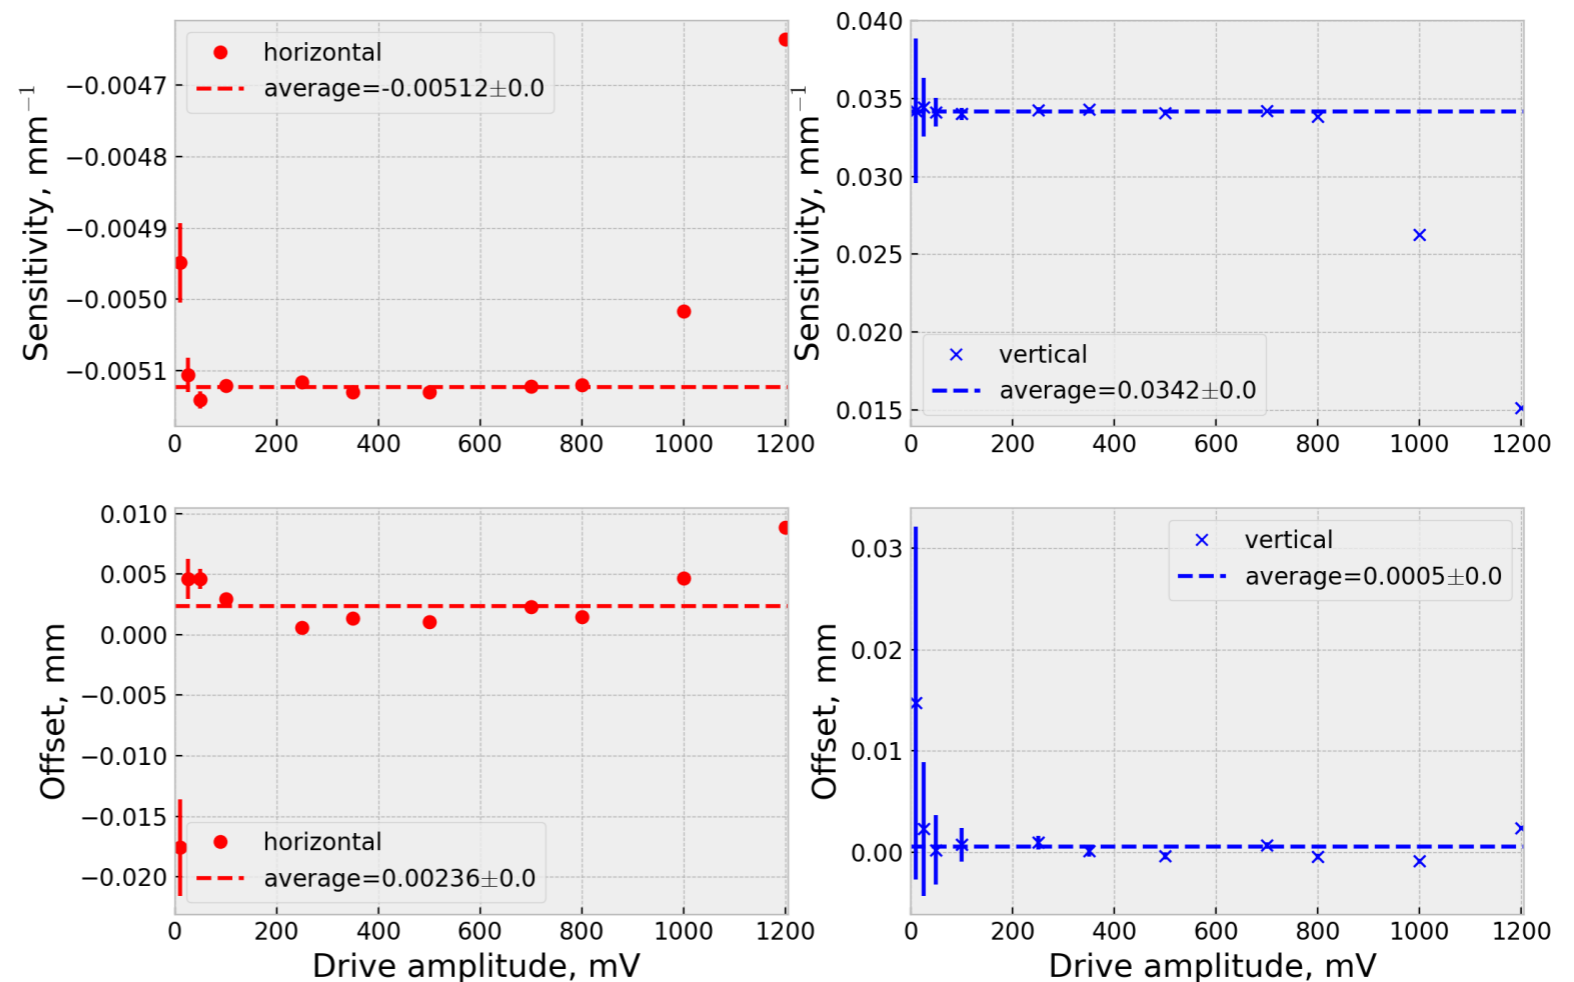 Sensitivity, mm⁻¹
−0.0047
−0.0048
−0.0049
−0.0050
−0.0051
horizontal
average=-0.00512±0.0
0 200 400 600 800 1000 1200
Sensitivity, mm⁻¹
0.040
0.035
0.030
0.025
0.020
0.015
vertical
average=0.0342±0.0
0 200 400 600 800 1000 1200
Offset, mm
0.010
0.005
0.000
−0.005
−0.010
−0.015
−0.020
horizontal
average=0.00236±0.0
0 200 400 600 800 1000 1200
Drive amplitude, mV
Offset, mm
0.03
0.02
0.01
0.00
vertical
average=0.0005±0.0
0 200 400 600 800 1000 1200
Drive amplitude, mV